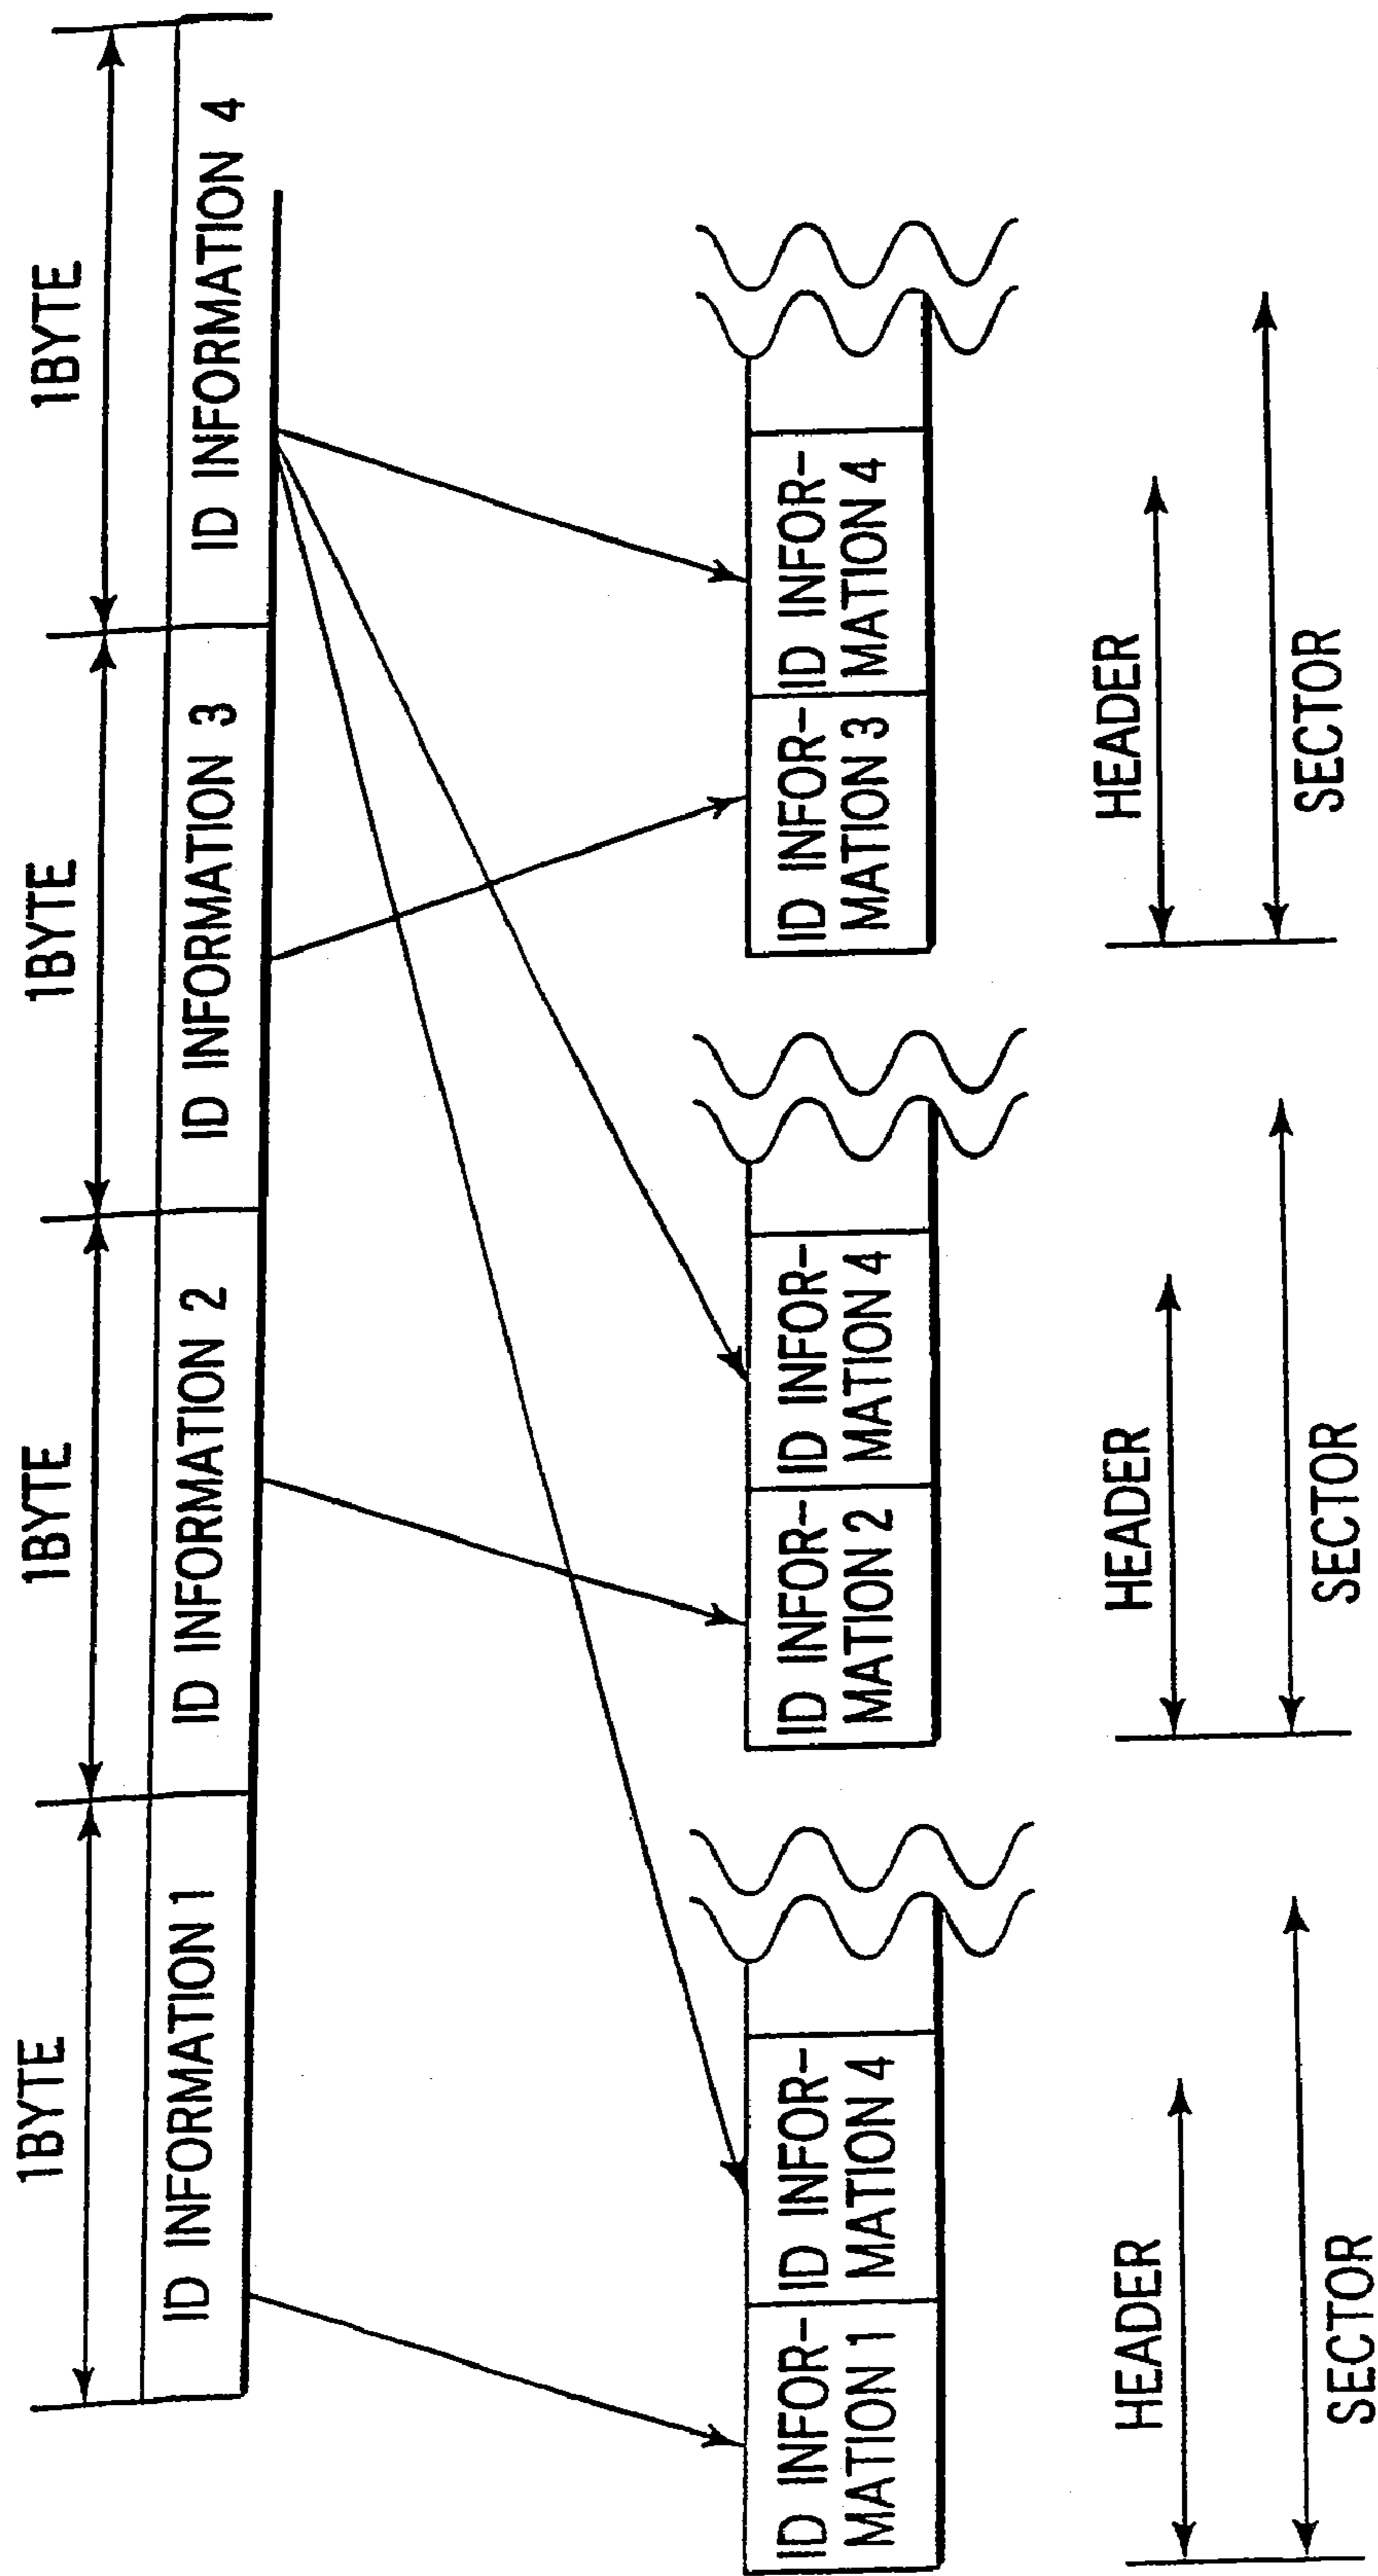 1BYTE
1BYTE
1BYTE
1BYTE
ID INFORMATION 1
ID INFORMATION 2
ID INFORMATION 3
ID INFORMATION 4
ID INFOR-
MATION 1
ID INFOR-
MATION 4
ID INFOR-
MATION 2
ID INFOR-
MATION 4
ID INFOR-
MATION 3
ID INFOR-
MATION 4
HEADER
HEADER
HEADER
SECTOR
SECTOR
SECTOR